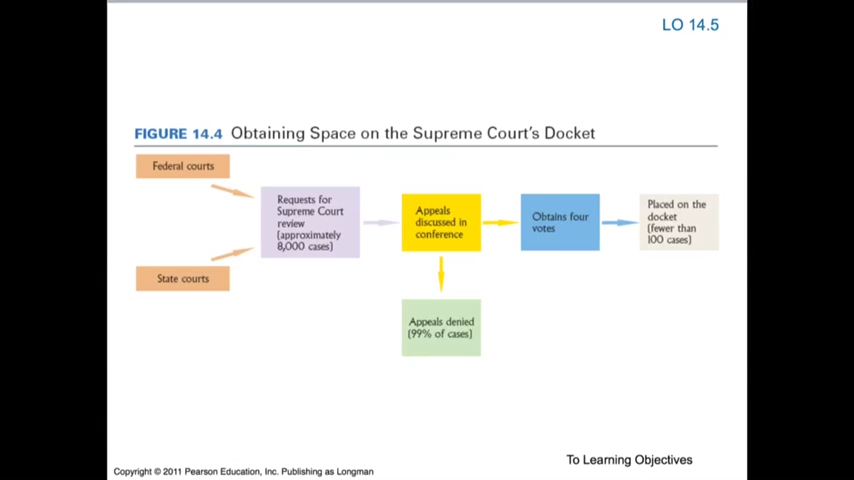 LO 14.5
FIGURE 14.4 Obtaining Space on the Supreme Court's Docket
Federal courts
State courts
Requests for
Supreme Court
review
(approximately
8,000 cases)
Appeals
discussed in
conference
Appeals denied
(99% of cases)
Obtains four
votes
Placed on the
docket
(fewer than
100 cases)
To Learning Objectives
Copyright © 2011 Pearson Education, Inc. Publishing as Longman